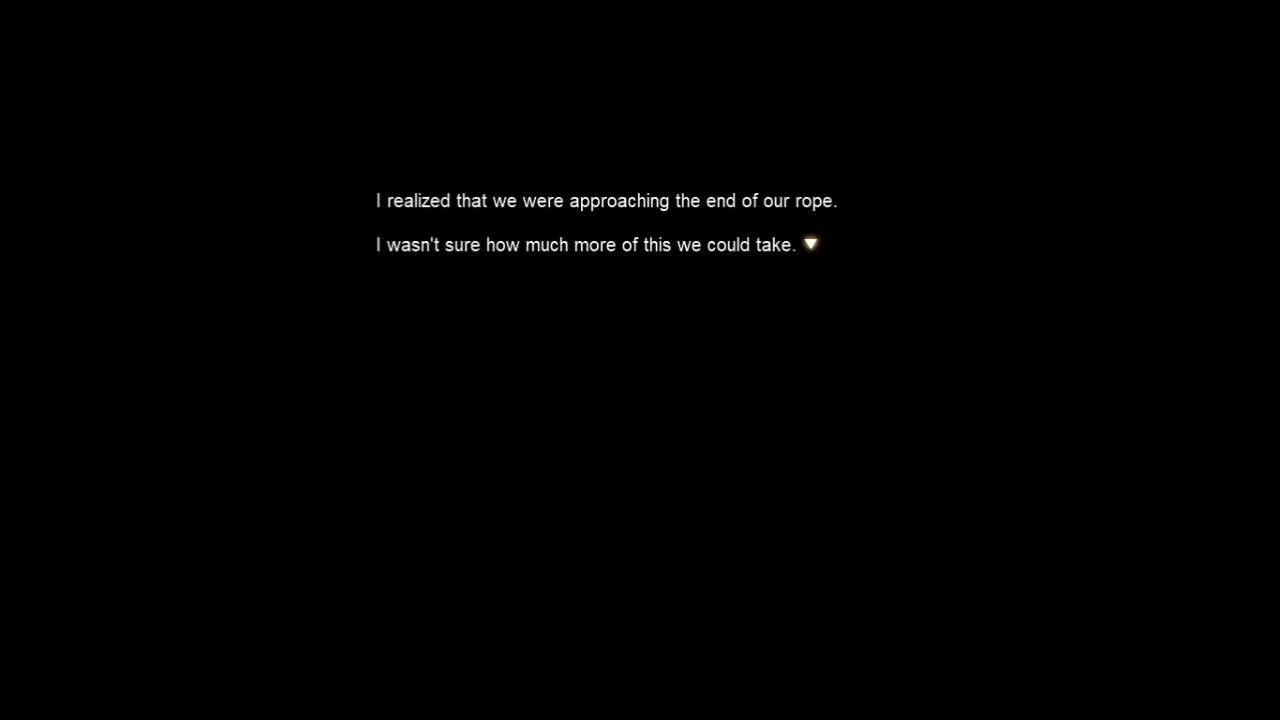 I realized that we were approaching the end of our rope.
I wasn't sure how much more of this we could take.